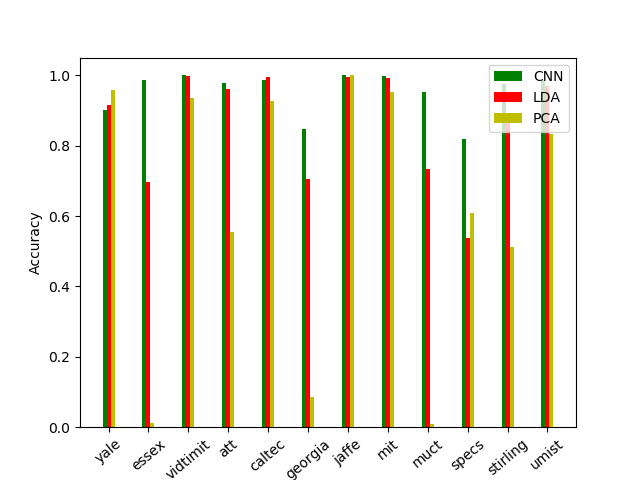 CNN
LDA
PCA
1.0
0.8
0.6
0.4
0.2
0.0
Accuracy
yale
essex
vidtimit
att
caltec
georgia
jaffe
mit
muct
specs
stirling
umist